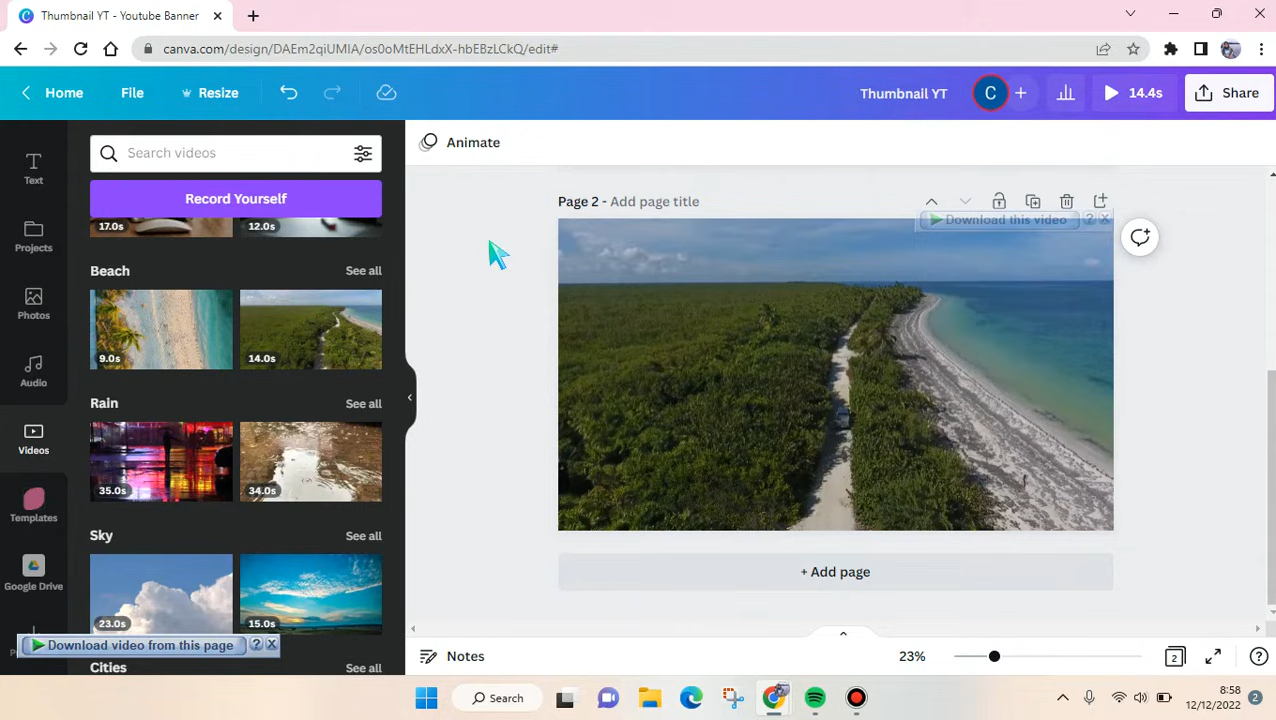 Thumbnail YT - Youtube Banner
canva.com/design/DAEm2qiUMIA/os0oMtEHLdxX-hbEBzLCkQ/edit#
Home File Resize Thumbnail YT C 14.4s Share
Search videos Animate
Text
Record Yourself
Page 2 - Add page title
17.0s 12.0s
Download this video ?
Projects
Beach See all
Photos
9.0s 14.0s
Audio
Rain See all
Videos
35.0s 34.0s
Templates
Sky See all
Google Drive
+ Add page
23.0s 15.0s
Download video from this page ?
Cities See all
Notes 23% 2 ?
Search
8:58
12/12/2022 2